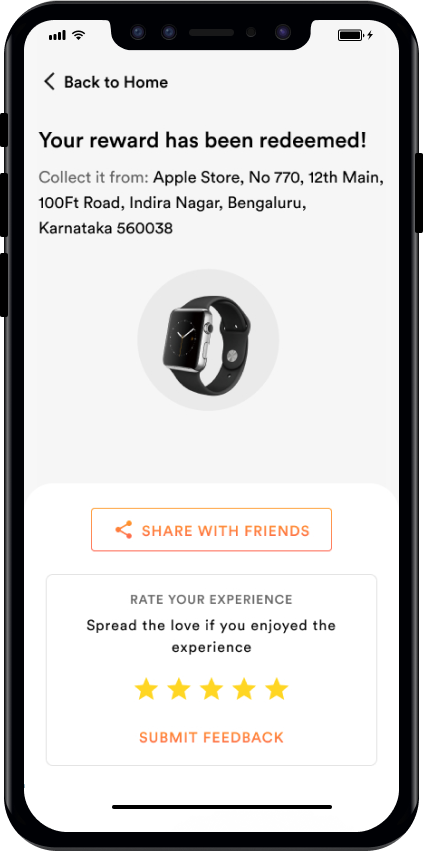 Back to Home
Your reward has been redeemed!
Collect it from: Apple Store, No 770, 12th Main,
100Ft Road, Indira Nagar, Bengaluru,
Karnataka 560038
SHARE WITH FRIENDS
RATE YOUR EXPERIENCE
Spread the love if you enjoyed the
experience
SUBMIT FEEDBACK